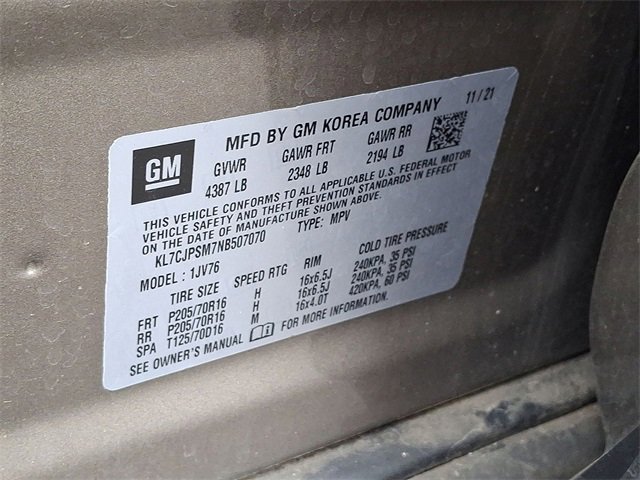 GM
MFD BY GM KOREA COMPANY 11 / 21
GVWR GAWR FRT GAWR RR
4387 LB 2348 LB 2194 LB
THIS VEHICLE CONFORMS TO ALL APPLICABLE U.S. FEDERAL MOTOR
VEHICLE SAFETY AND THEFT PREVENTION STANDARDS IN EFFECT
ON THE DATE OF MANUFACTURE SHOWN ABOVE.
KL7CJPSM7NB507070 TYPE: MPV
MODEL : 1JV76
TIRE SIZE SPEED RTG RIM COLD TIRE PRESSURE
FRT P205/70R16 H 16x6.5J 240KPA, 35 PSI
RR P205/70R16 H 16x6.5J 240KPA, 35 PSI
SPA T125/70D16 M 16x4.0T 420KPA, 60 PSI
SEE OWNER'S MANUAL FOR MORE INFORMATION.